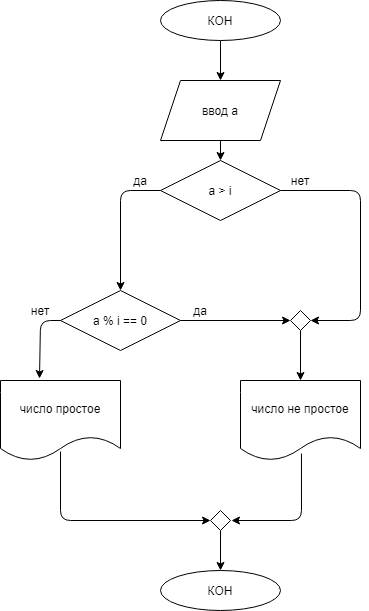 КОН
ввод a
a > i
да
нет
a % i == 0
нет
да
число простое
число не простое
КОН